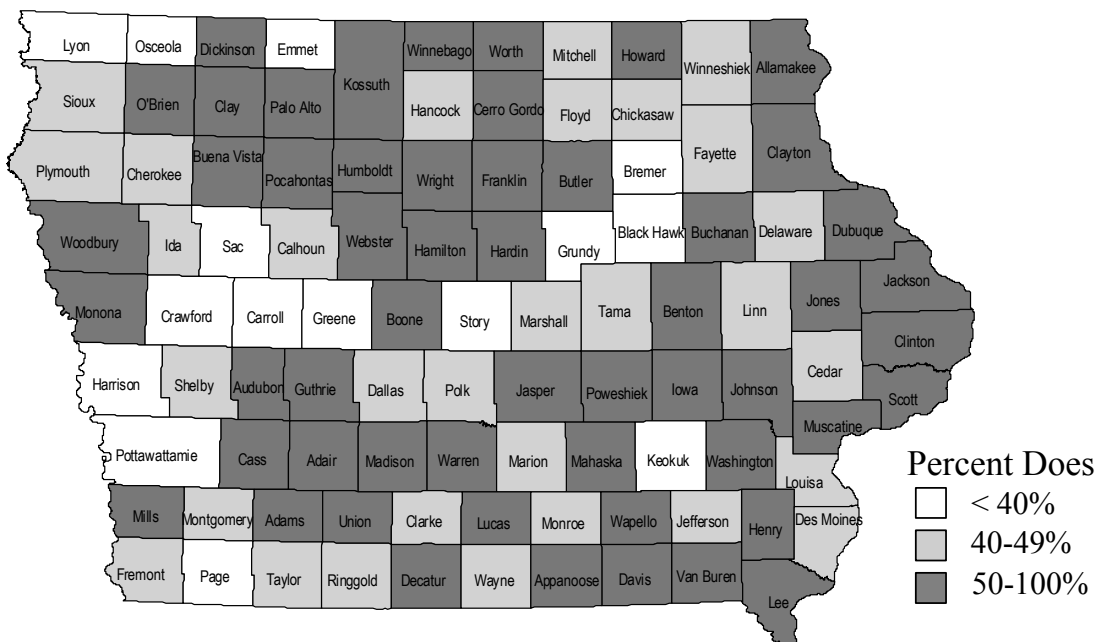 Lyon Osceola Dickinson Emmet Winnebago Worth Mitchell Howard Winneshiek Allamakee
Kossuth
Sioux O'Brien Clay Palo Alto Hancock Cerro Gordo Floyd Chickasaw
Plymouth Cherokee Buena Vista Pocahontas Humboldt Wright Franklin Butler Bremer Fayette Clayton
Woodbury Ida Sac Calhoun Webster Hamilton Hardin Grundy Black Hawk Buchanan Delaware Dubuque
Monona Crawford Carroll Greene Boone Story Marshall Tama Benton Linn Jones Jackson
Clinton
Harrison Shelby Audubon Guthrie Dallas Polk Jasper Poweshiek Iowa Johnson Cedar Scott
Muscatine
Pottawattamie Cass Adair Madison Warren Marion Mahaska Keokuk Washington Louisa
Mills Montgomery Adams Union Clarke Lucas Monroe Wapello Jefferson Henry Des Moines
Fremont Page Taylor Ringgold Decatur Wayne Appanoose Davis Van Buren Lee
Percent Does
< 40%
40-49%
50-100%